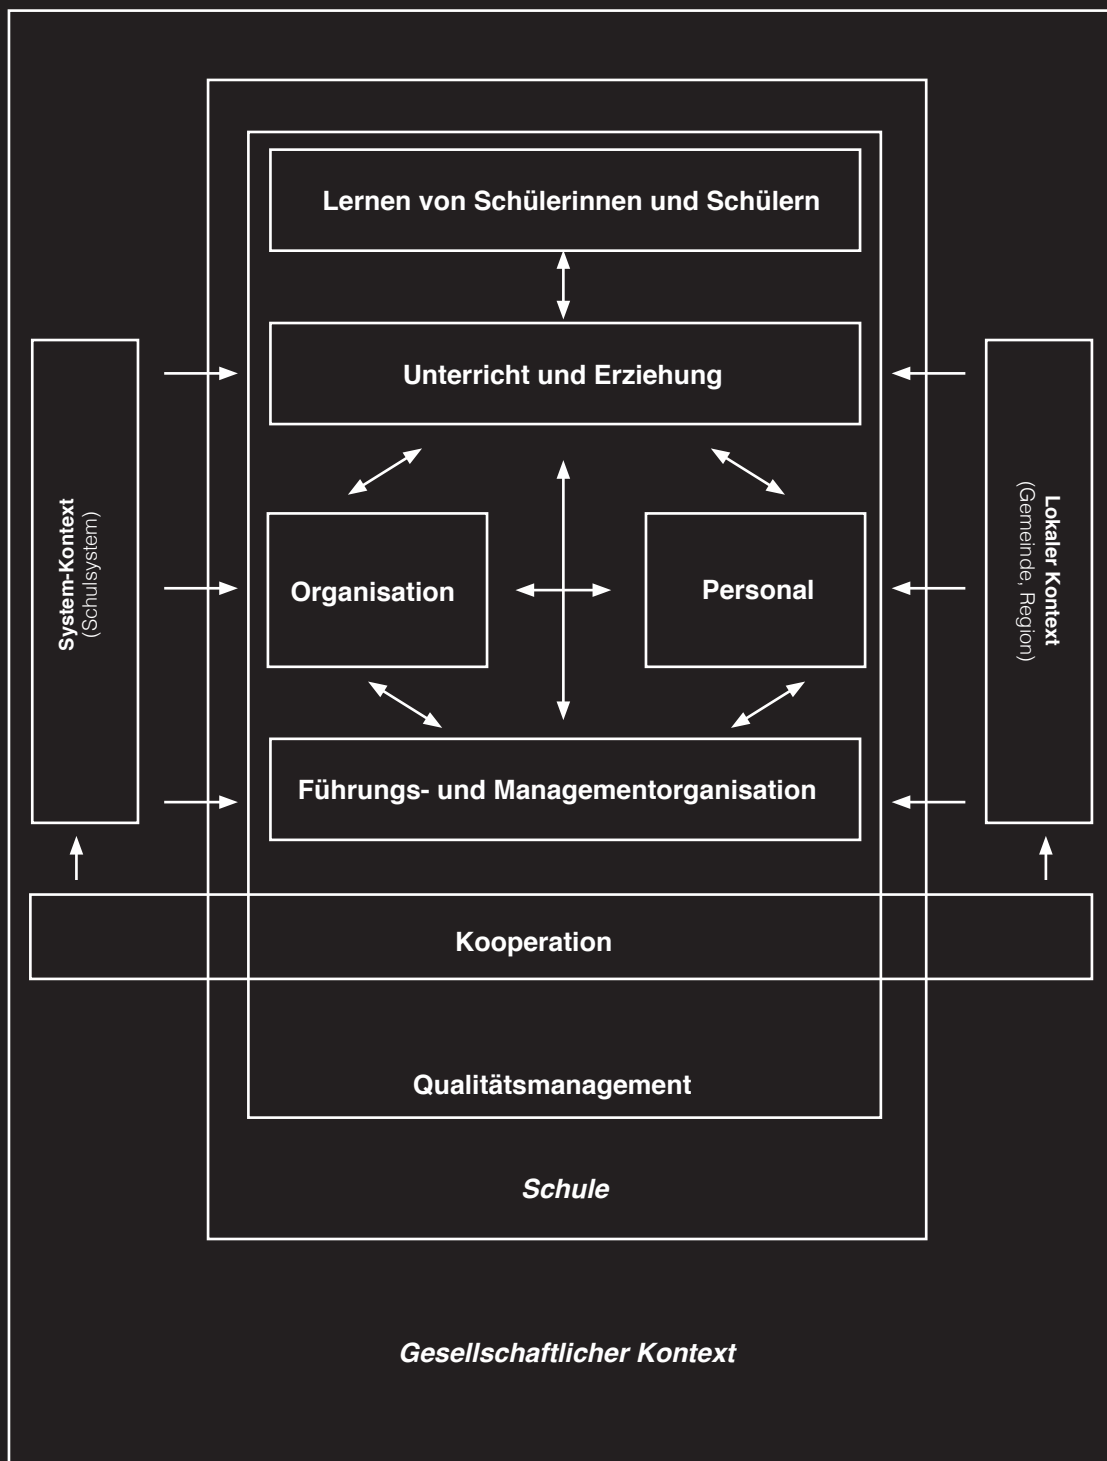 Lernen von Schülerinnen und Schülern
Unterricht und Erziehung
System-Kontext
(Schulsystem)
Organisation
Personal
Lokaler Kontext
(Gemeinde, Region)
Führungs- und Managementorganisation
Kooperation
Qualitätsmanagement
Schule
Gesellschaftlicher Kontext